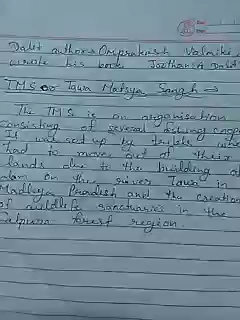 Dalit author Omprakash Valmiki
wrote his book Joothan: A Dalit
TMS or Tawa Matsya Sangh →
The TMS is an organisation
consisting of several fishing coop
It was set up by tribals who
had to move out of their
lands due to the building of
dam on the river Tawa in
Madhya Pradesh and the creation
of wildlife sanctuaries in the
Satpura forest region.